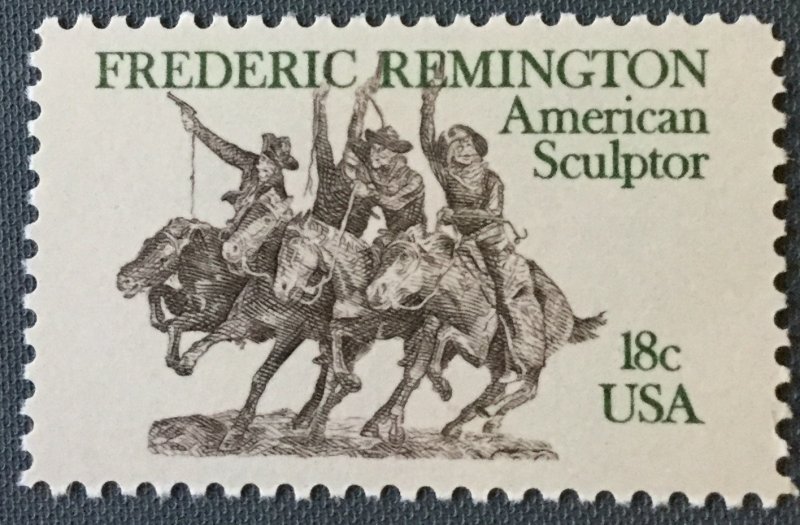 FREDERIC REMINGTON
American
Sculptor
18c
USA